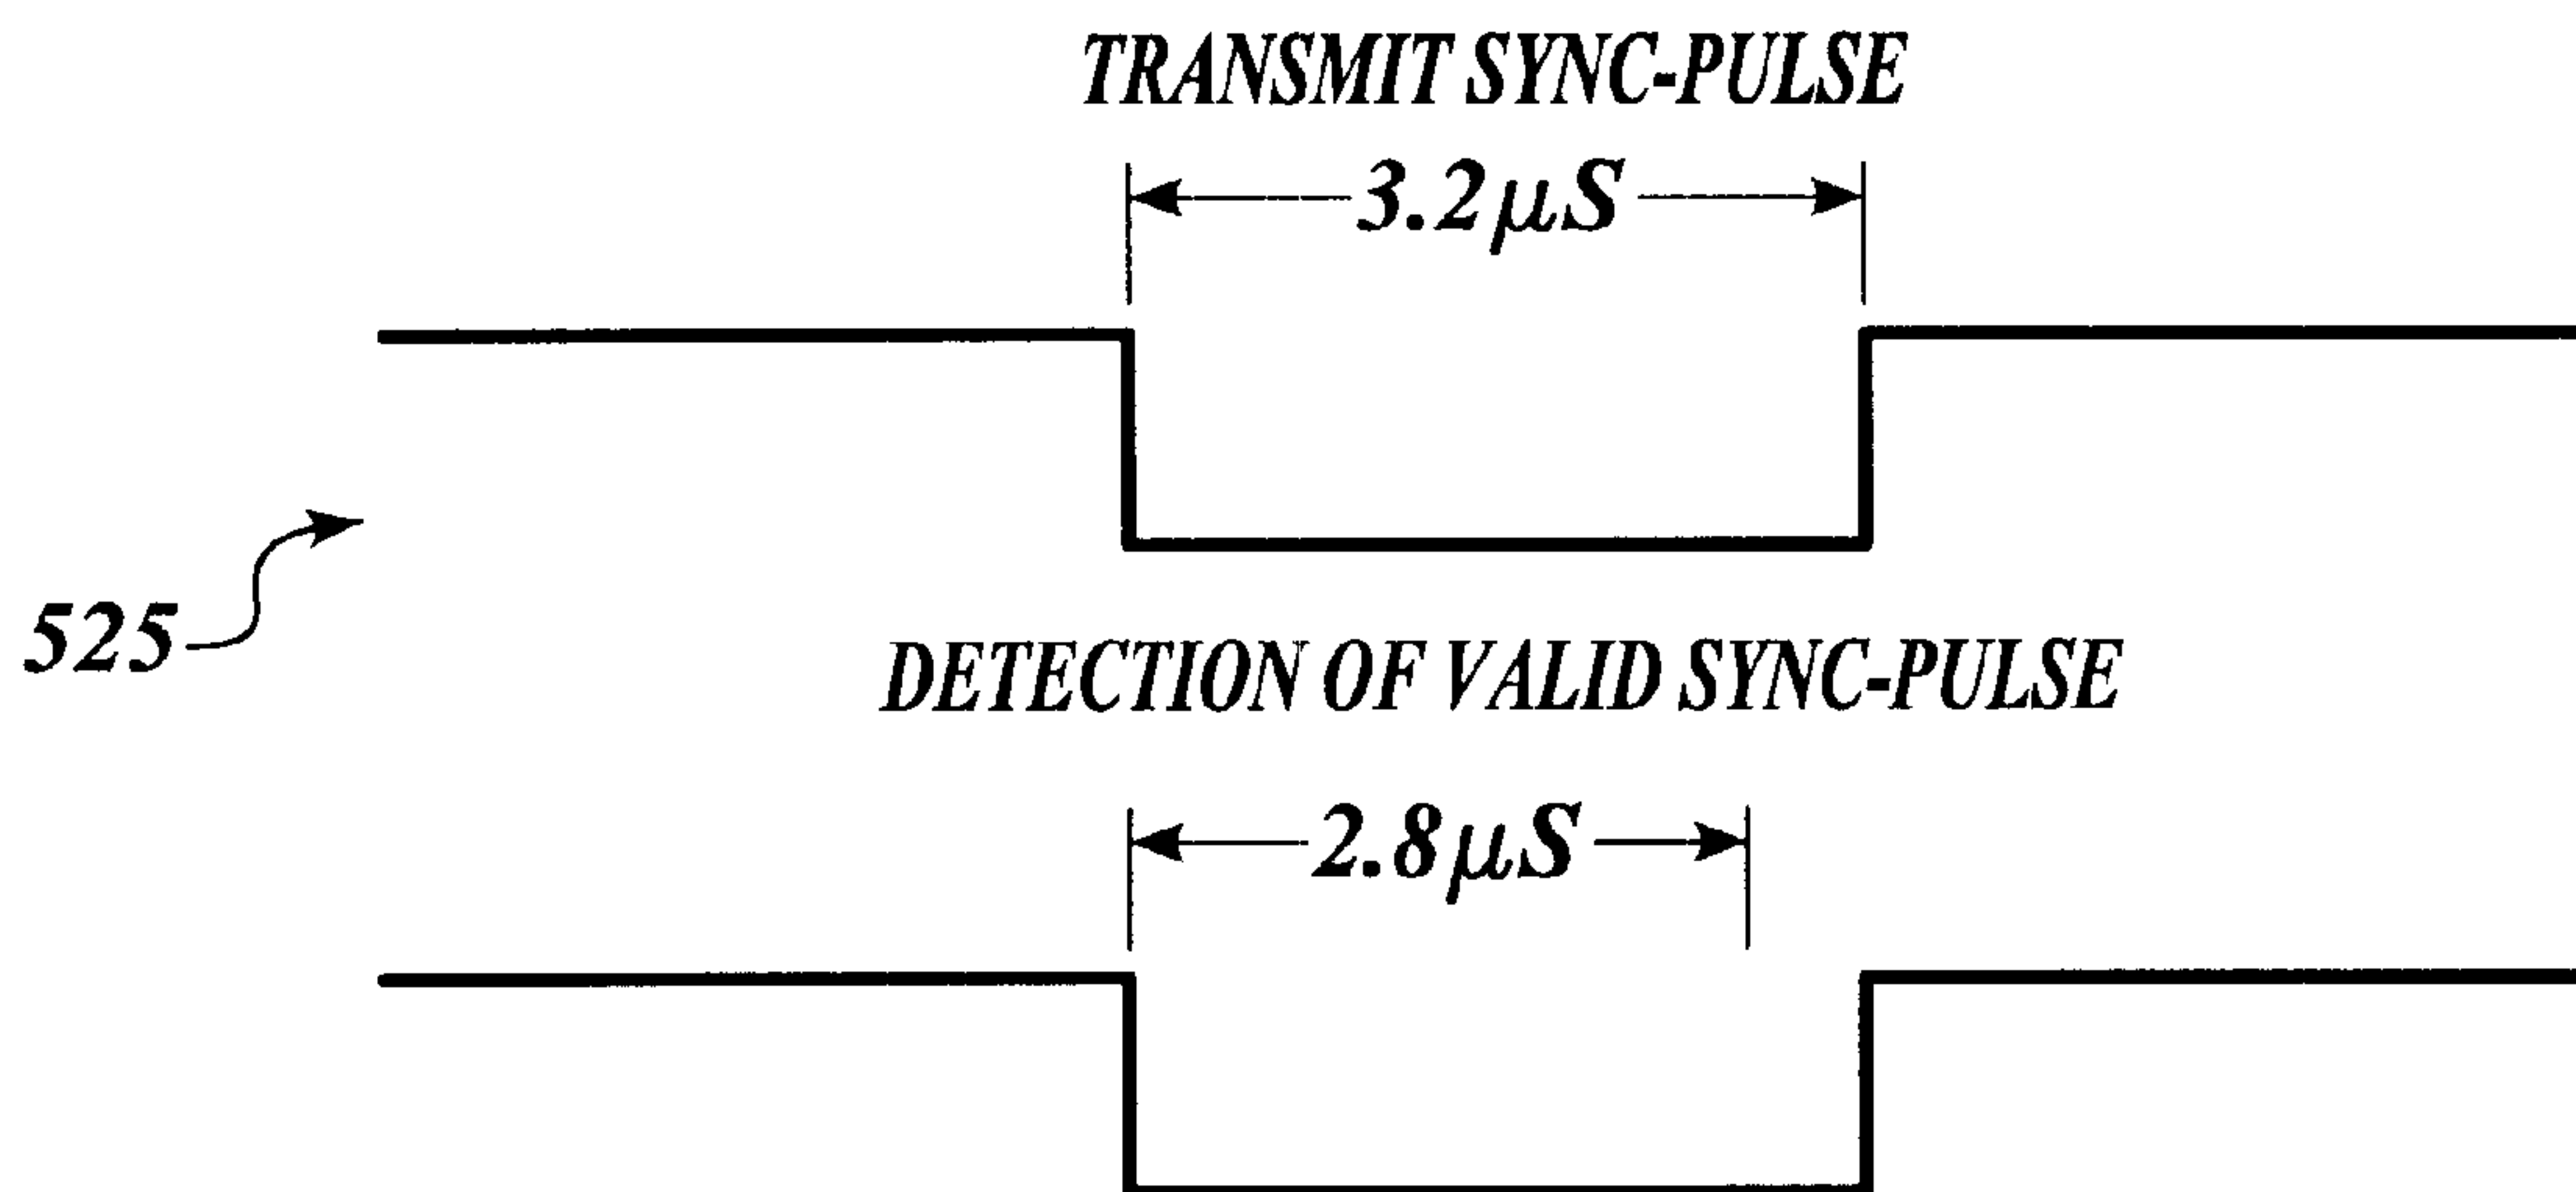 TRANSMIT SYNC-PULSE
3.2μS
525
DETECTION OF VALID SYNC-PULSE
2.8μS